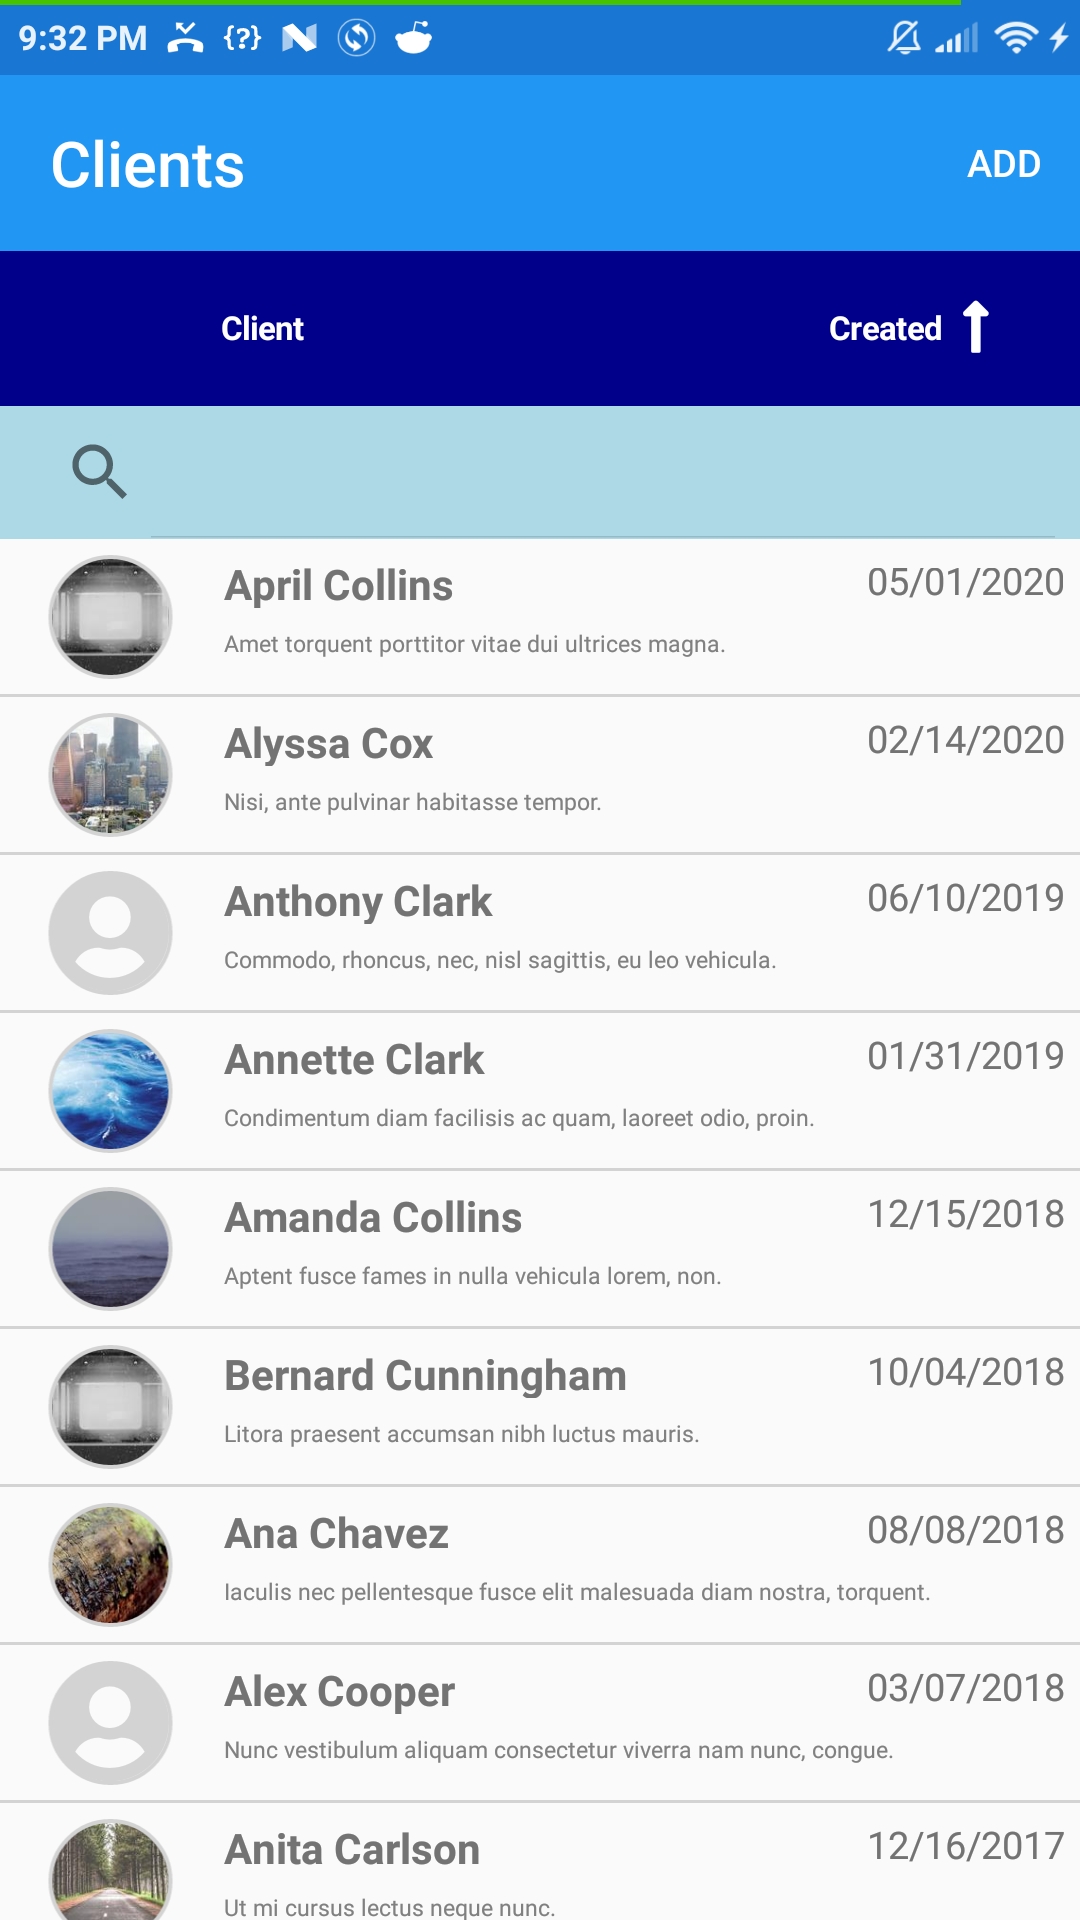 9:32 PM {?}
Clients ADD
Client Created
April Collins 05/01/2020
Amet torquent porttitor vitae dui ultrices magna.
Alyssa Cox 02/14/2020
Nisi, ante pulvinar habitasse tempor.
Anthony Clark 06/10/2019
Commodo, rhoncus, nec, nisl sagittis, eu leo vehicula.
Annette Clark 01/31/2019
Condimentum diam facilisis ac quam, laoreet odio, proin.
Amanda Collins 12/15/2018
Aptent fusce fames in nulla vehicula lorem, non.
Bernard Cunningham 10/04/2018
Litora praesent accumsan nibh luctus mauris.
Ana Chavez 08/08/2018
Iaculis nec pellentesque fusce elit malesuada diam nostra, torquent.
Alex Cooper 03/07/2018
Nunc vestibulum aliquam consectetur viverra nam nunc, congue.
Anita Carlson 12/16/2017
Ut mi cursus lectus neque nunc.